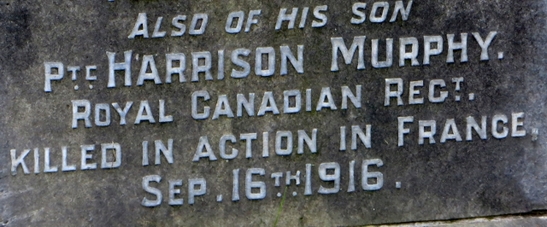 ALSO OF HIS SON
PTE HARRISON MURPHY.
ROYAL CANADIAN REGT.
KILLED IN ACTION IN FRANCE.
SEP. 16TH 1916.